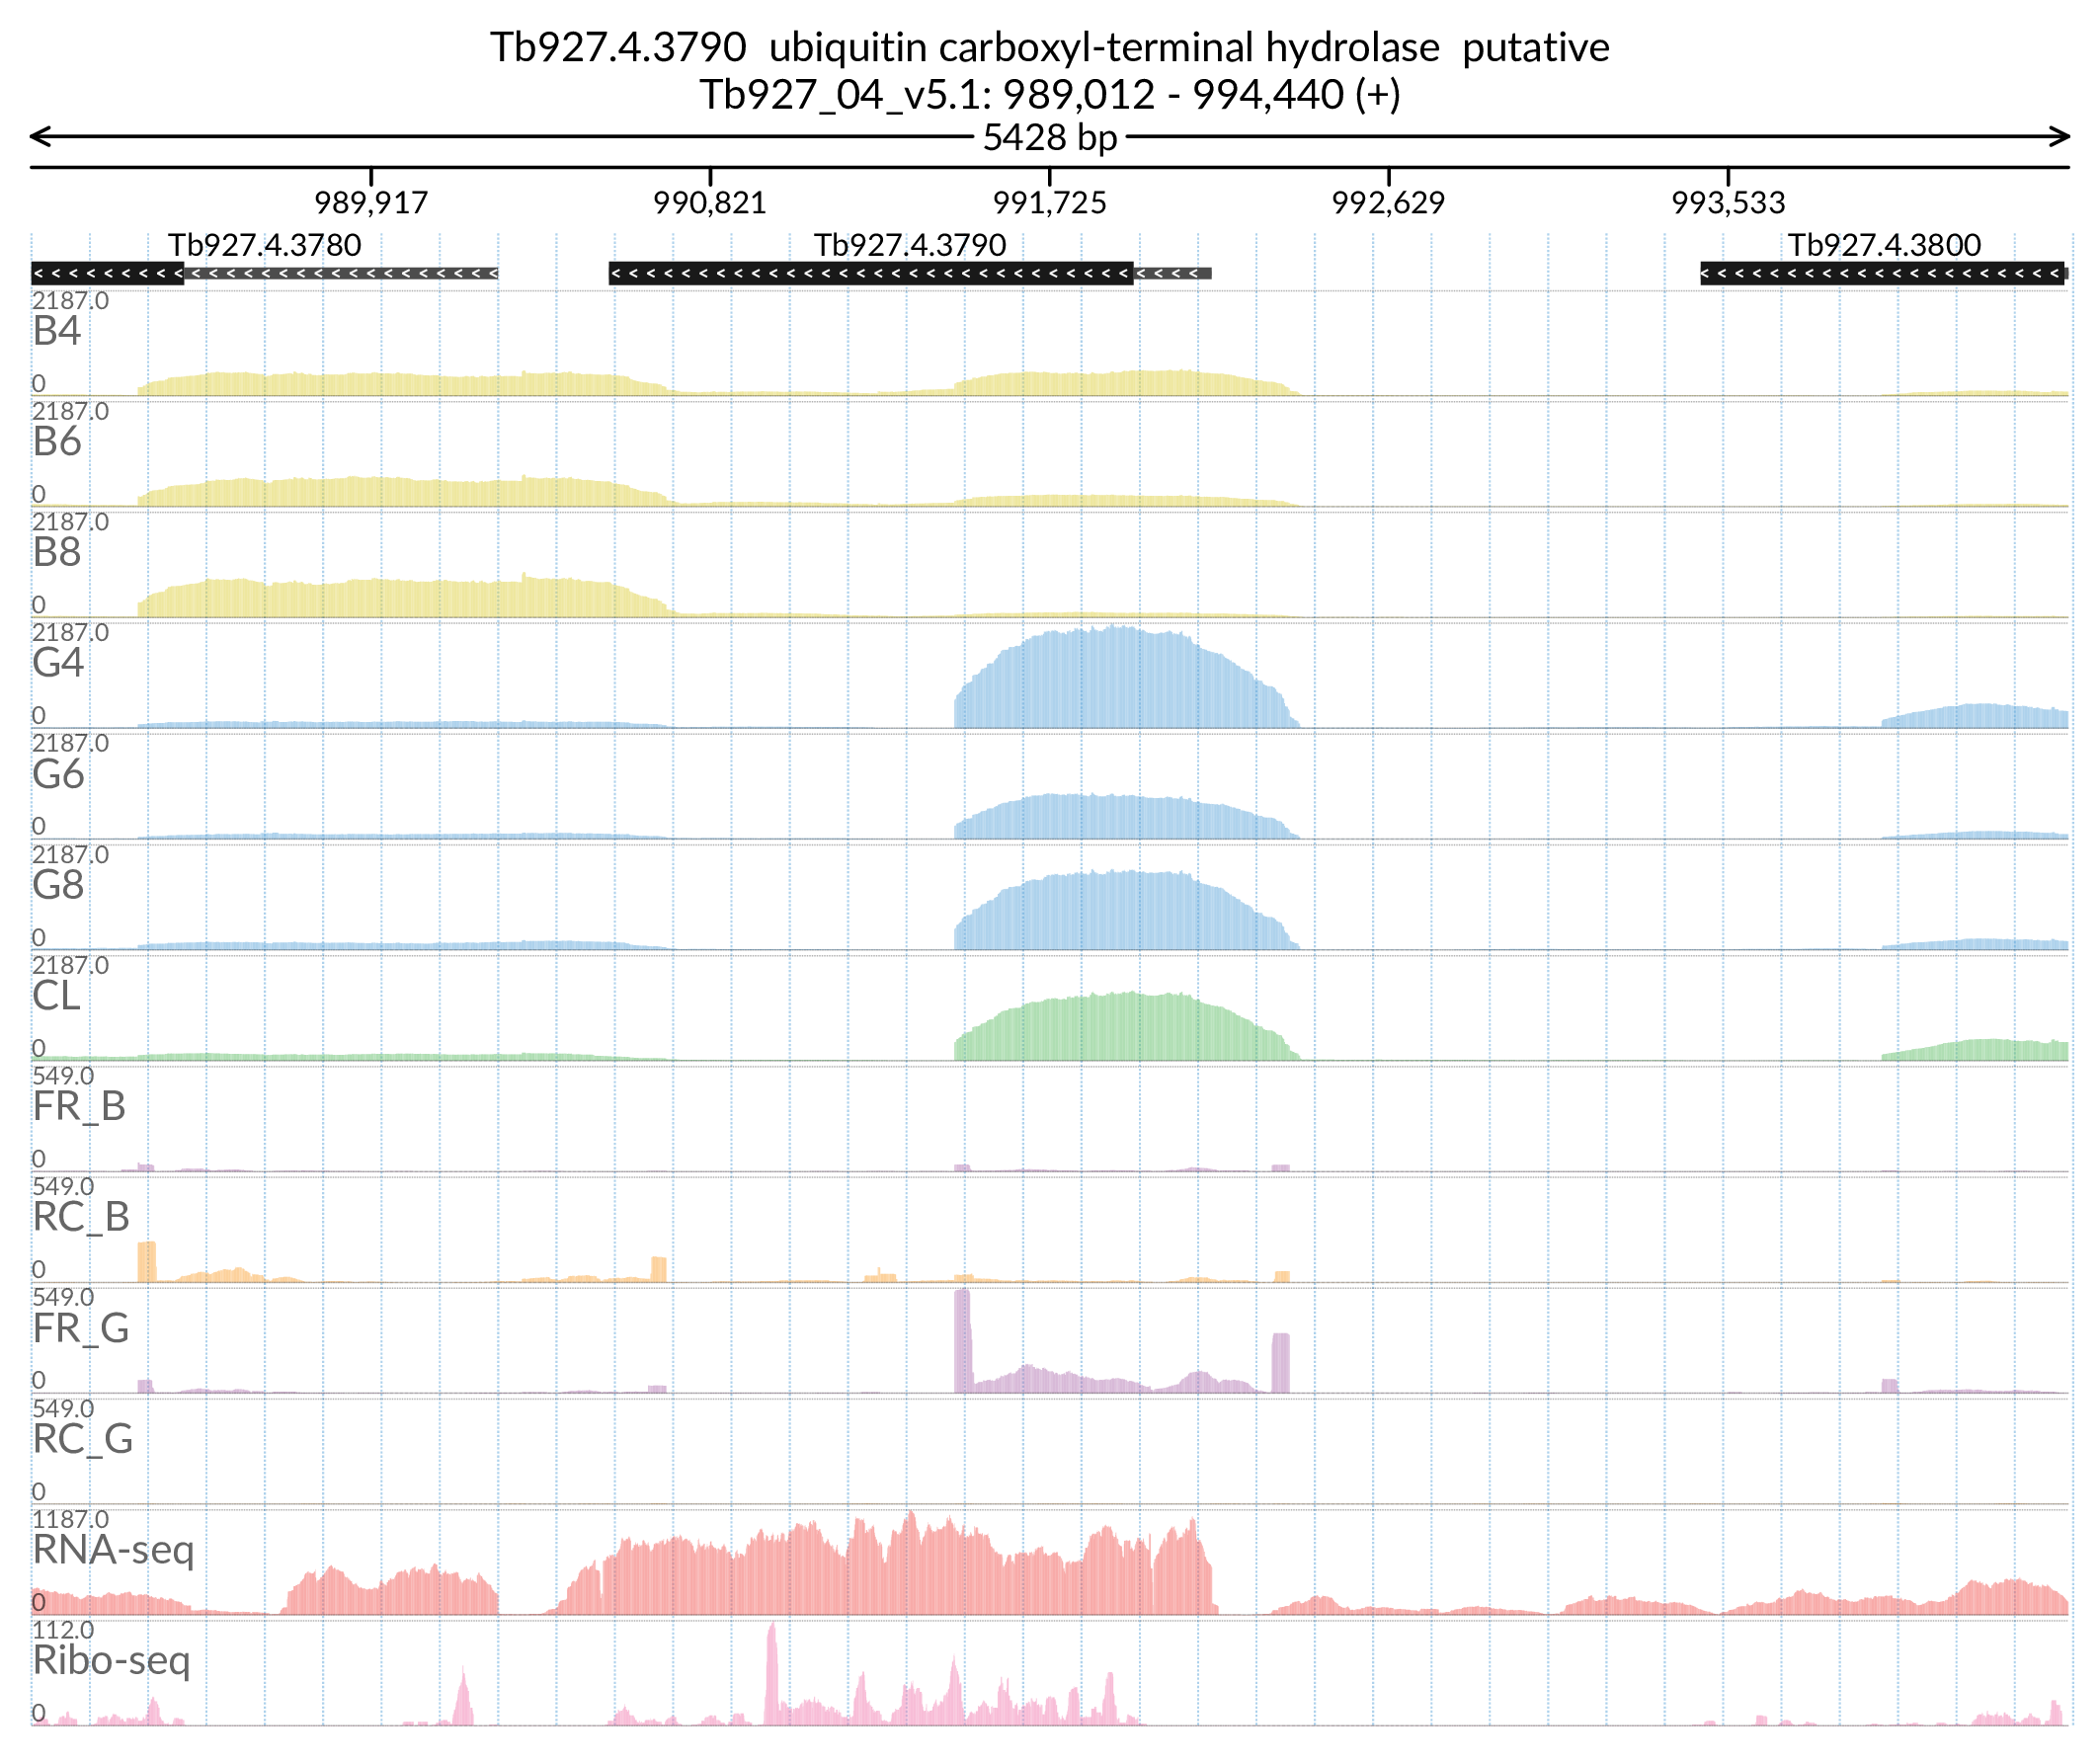 Tb927.4.3790  ubiquitin carboxyl-terminal hydrolase  putative
Tb927_04_v5.1: 989,012 - 994,440 (+)
5428 bp
989,917 990,821 991,725 992,629 993,533
Tb927.4.3780 Tb927.4.3790 Tb927.4.3800
2187.0
B4
0
2187.0
B6
0
2187.0
B8
0
2187.0
G4
0
2187.0
G6
0
2187.0
G8
0
2187.0
CL
0
549.0
FR_B
0
549.0
RC_B
0
549.0
FR_G
0
549.0
RC_G
0
1187.0
RNA-seq
0
112.0
Ribo-seq
0